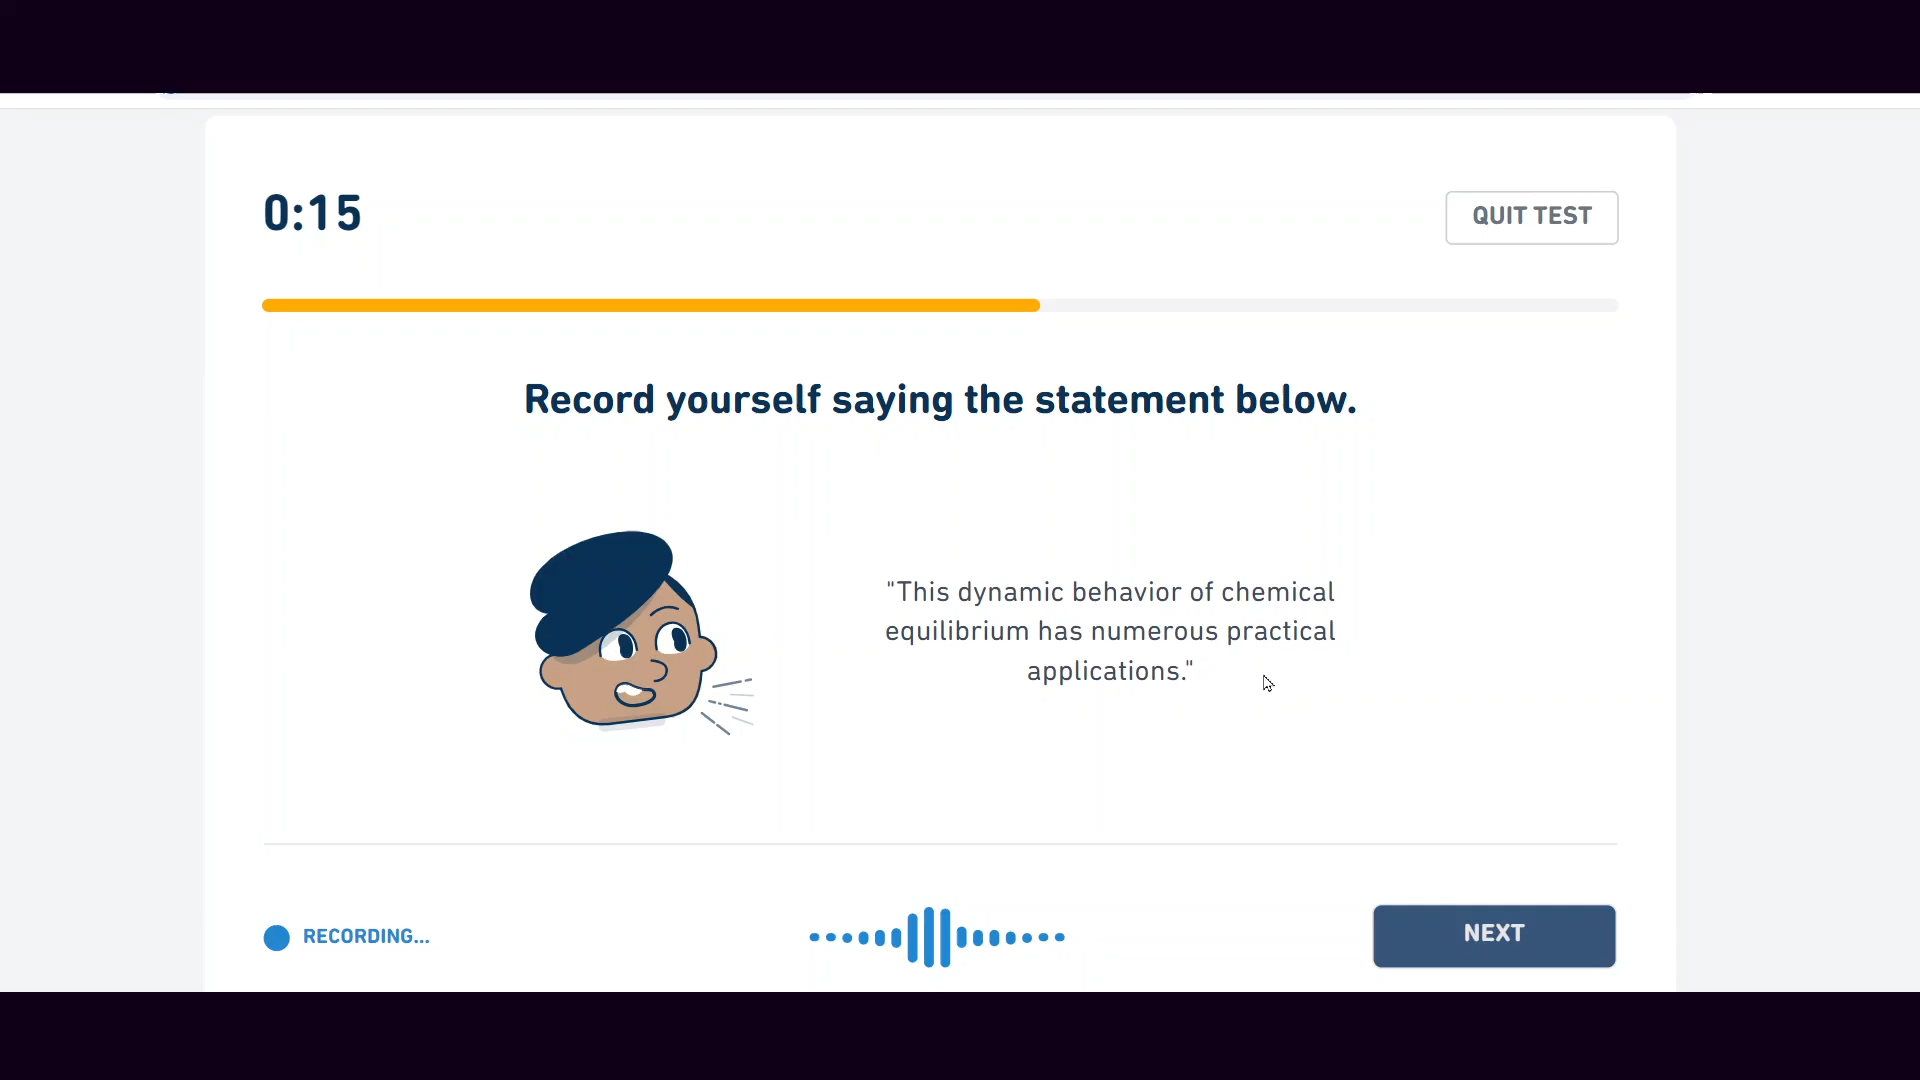 0:15
QUIT TEST
Record yourself saying the statement below.
"This dynamic behavior of chemical
equilibrium has numerous practical
applications."
RECORDING...
NEXT